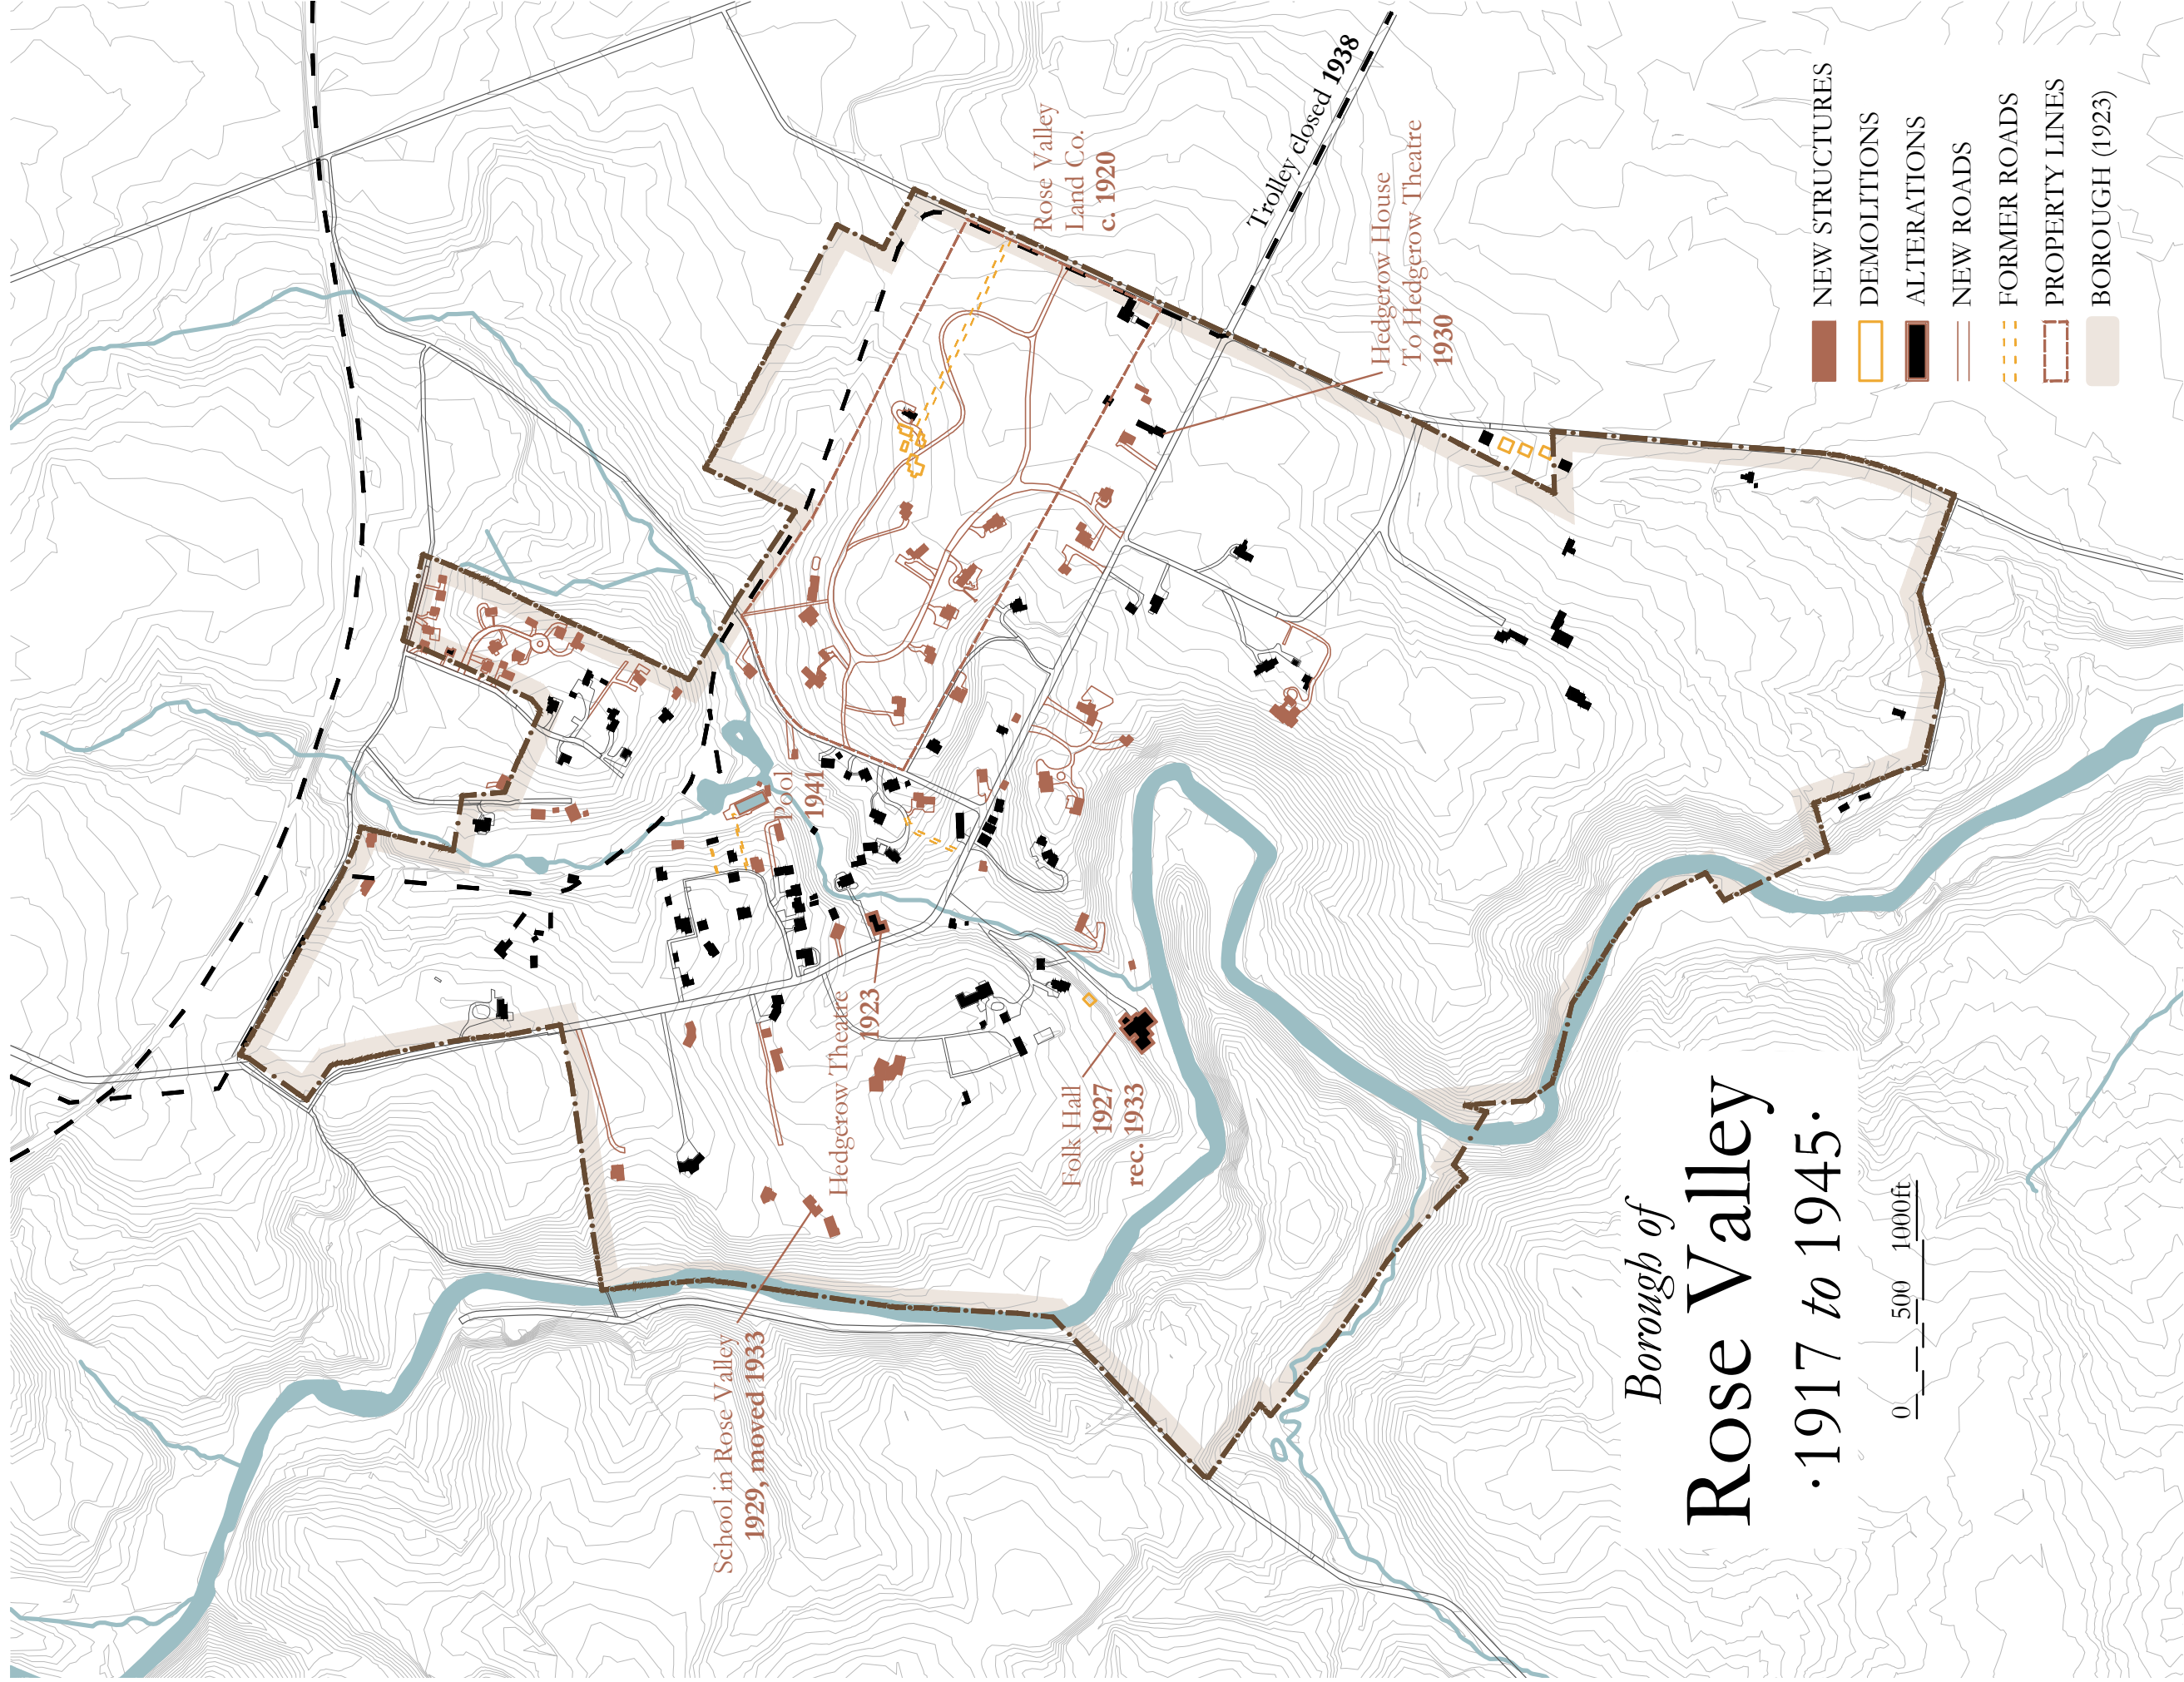 Trolley closed 1938
Rose Valley
Land Co.
c. 1920
Hedgerow House
To Hedgerow Theatre
1930
Pool
1941
Hedgerow Theatre
1923
Folk Hall
1927
rec. 1933
School in Rose Valley
1929, moved 1933
NEW STRUCTURES
DEMOLITIONS
ALTERATIONS
NEW ROADS
FORMER ROADS
PROPERTY LINES
BOROUGH (1923)
Borough of
Rose Valley
·1917 to 1945·
0 500 1000ft